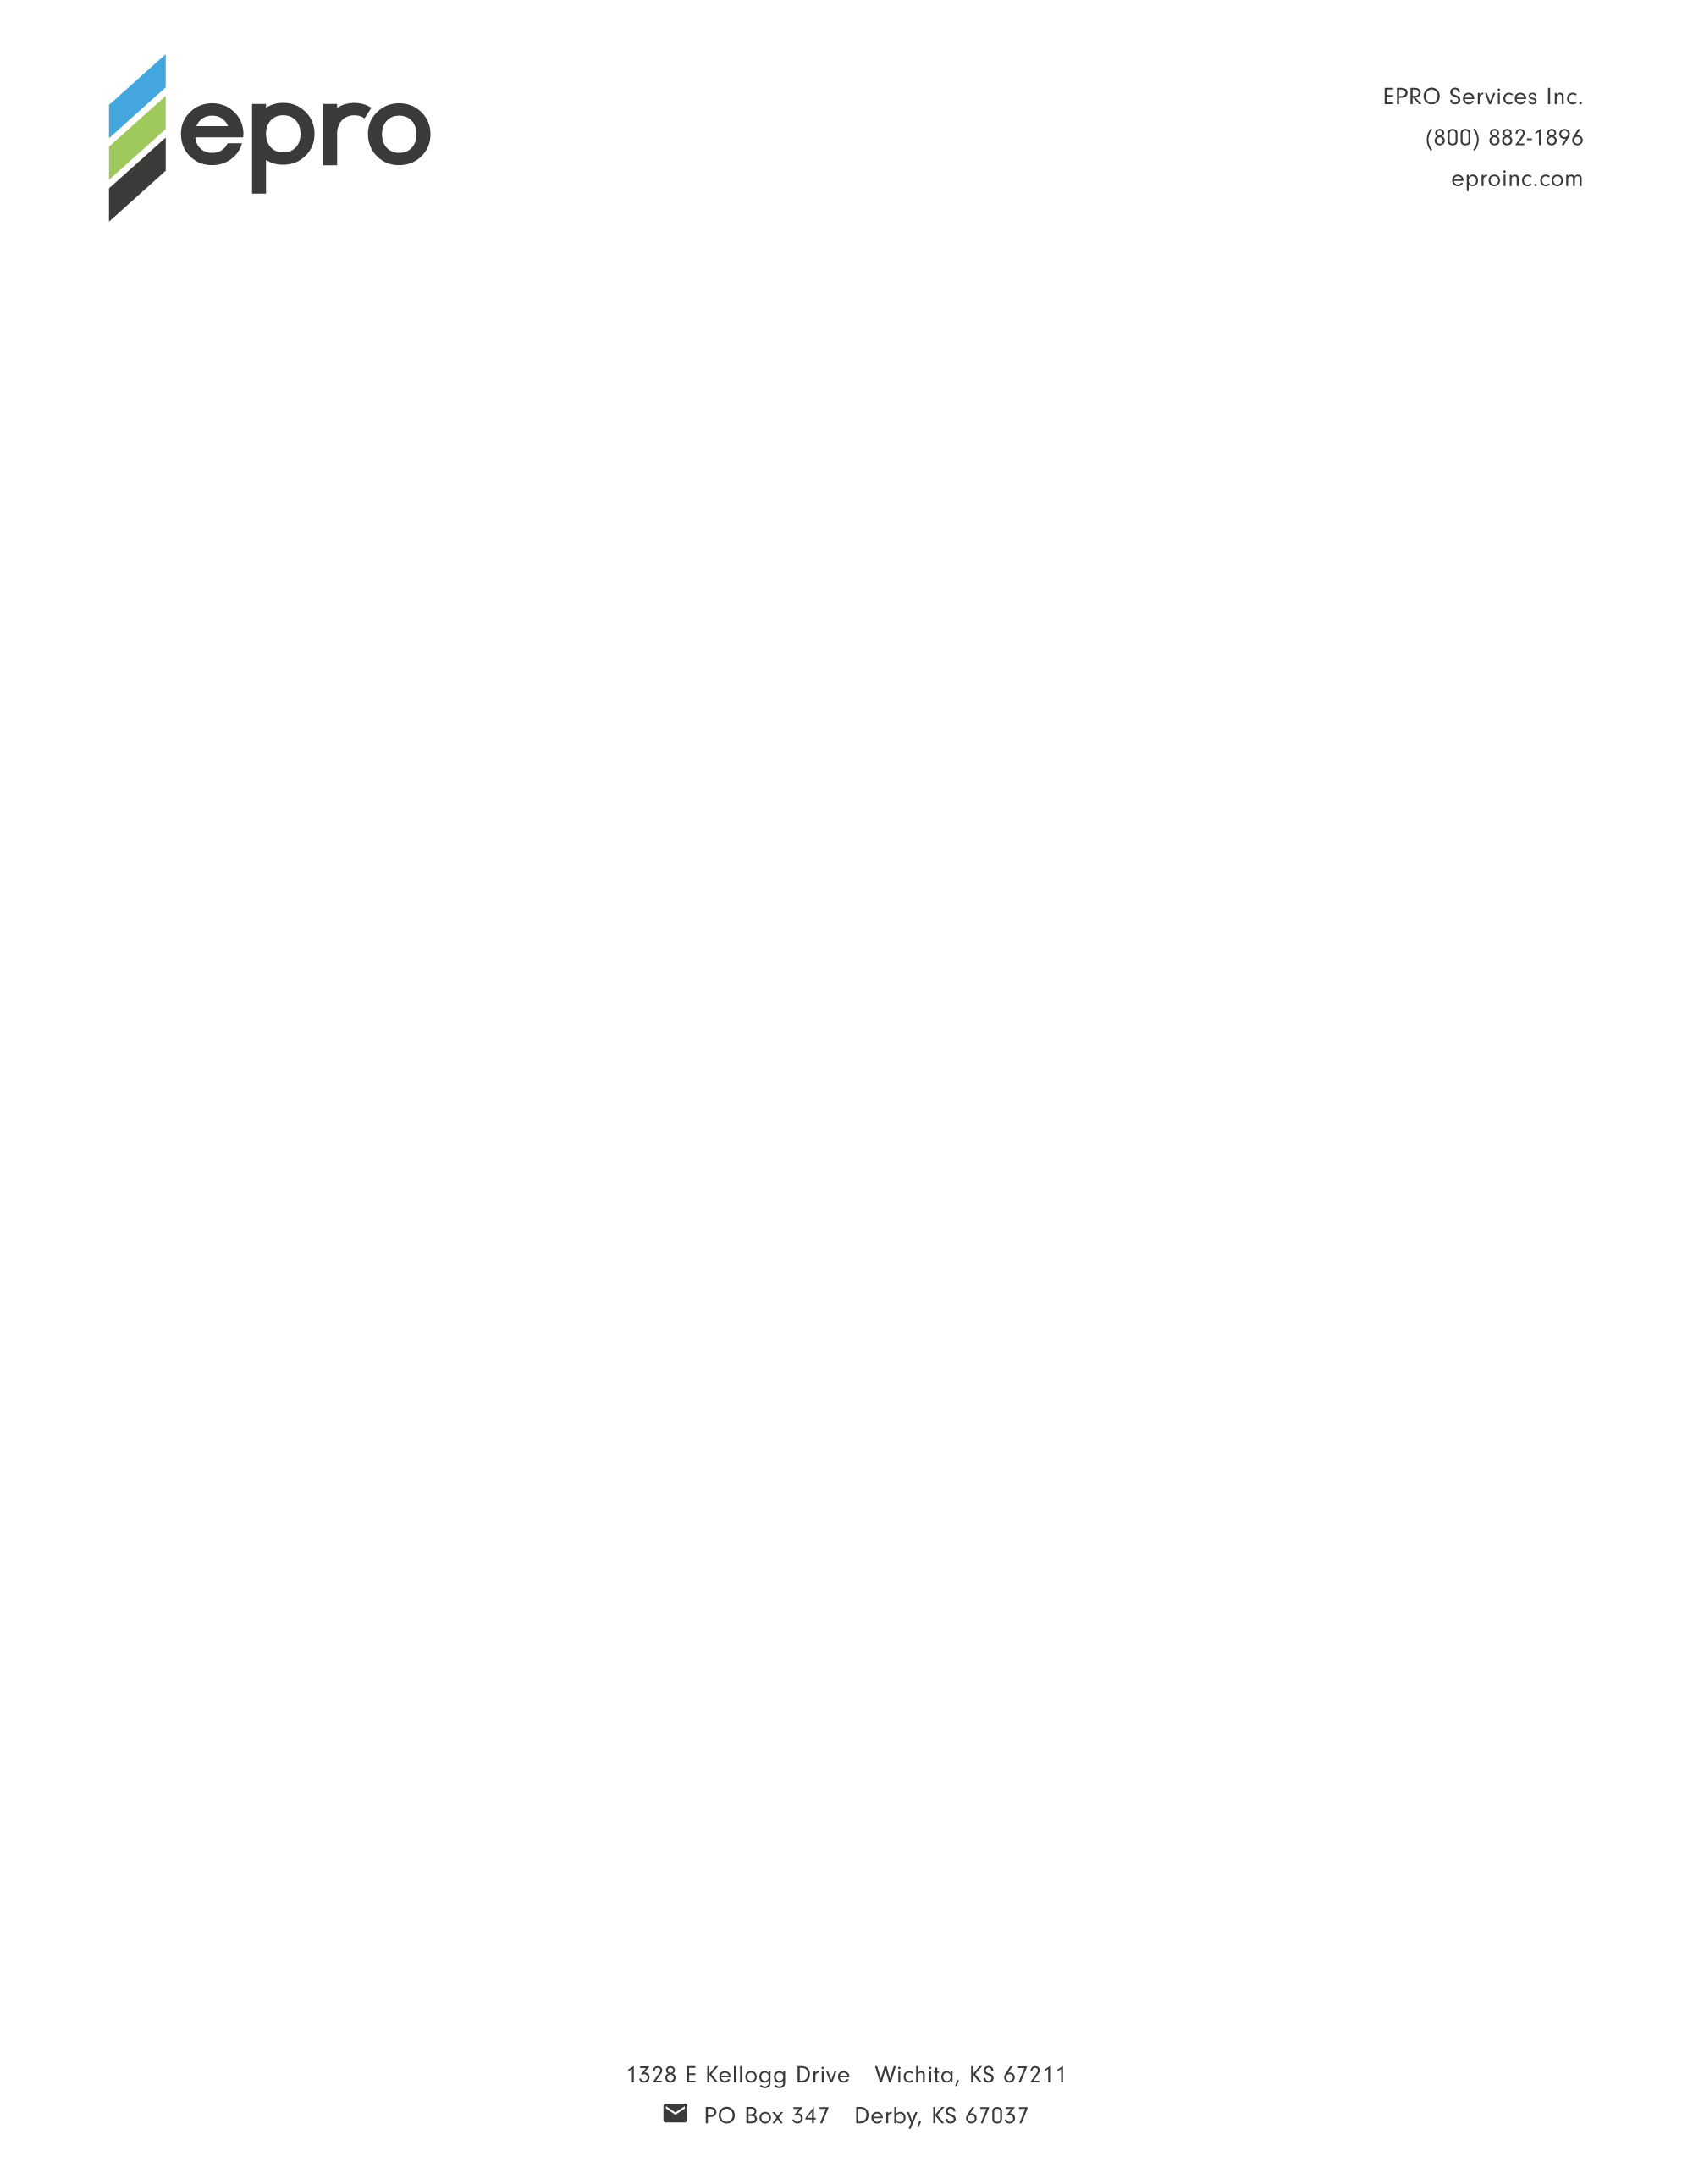 epro
EPRO Services Inc.
(800) 882-1896
eproinc.com
1328 E Kellogg Drive Wichita, KS 67211
PO Box 347 Derby, KS 67037